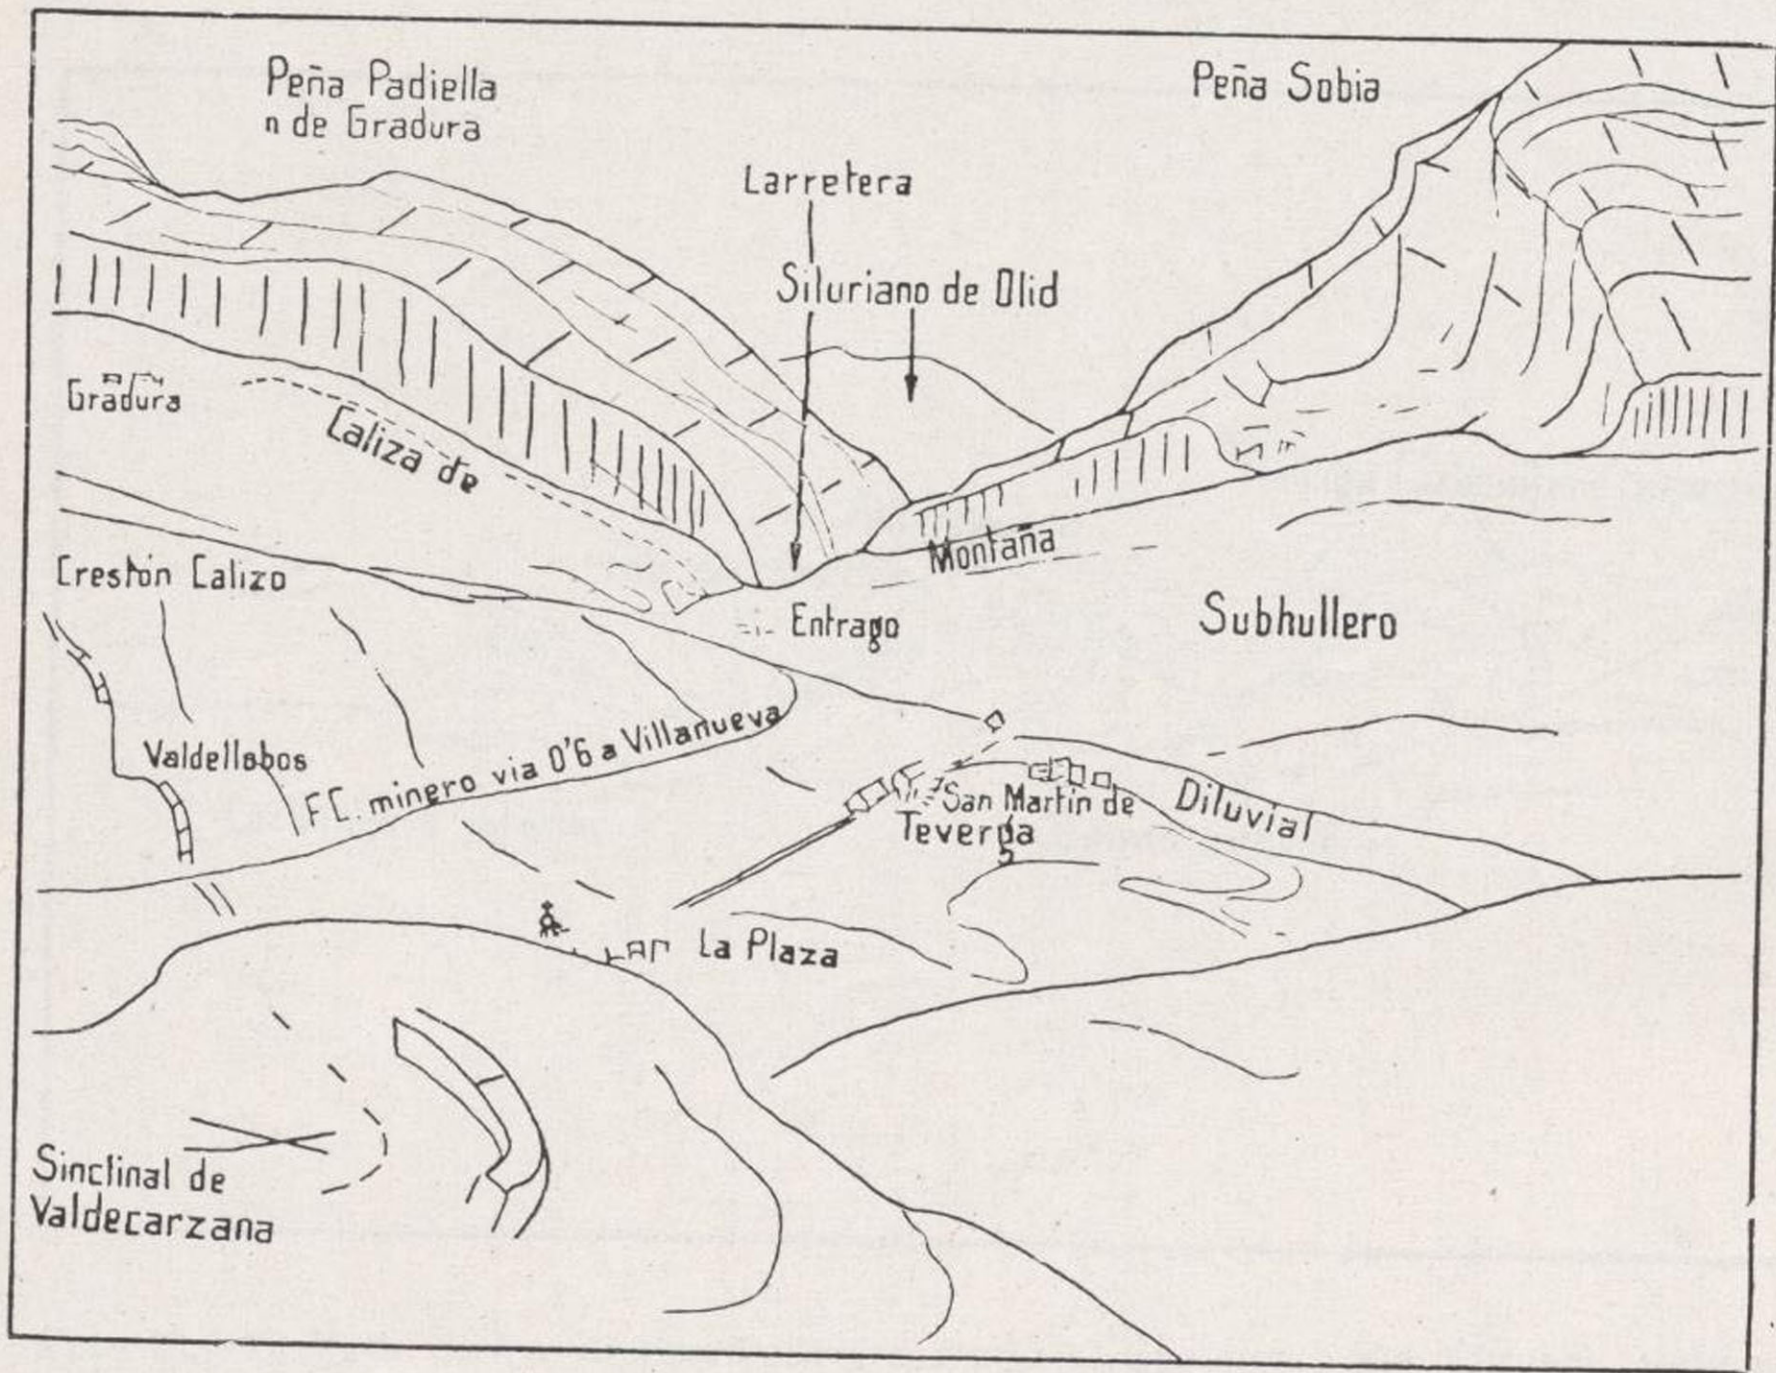 Peña Padiella
n de Gradura
Peña Sobia
Larretera
Siluriano de Olid
Gradura
Caliza de
Montaña
Crestón Calizo
Entrago
Subhullero
Valdellobos
F.C. minero via 0'6 a Villanueva
San Martin de
Teverga
Diluvial
La Plaza
Sinclinal de
Valdecarzana